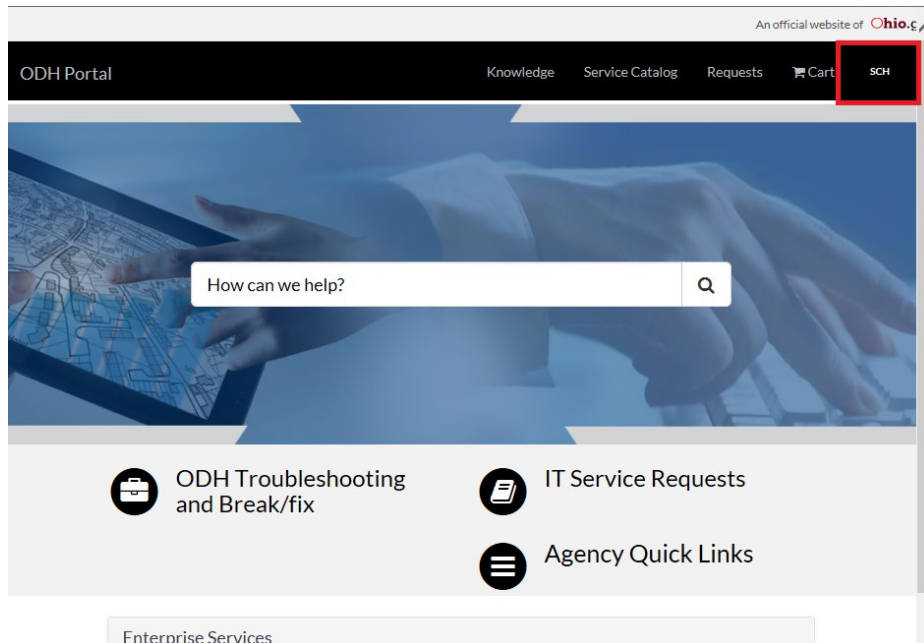 An official website of Ohio.g
ODH Portal Knowledge Service Catalog Requests Cart SCH
How can we help?
ODH Troubleshooting
and Break/fix
IT Service Requests
Agency Quick Links
Enterprise Services